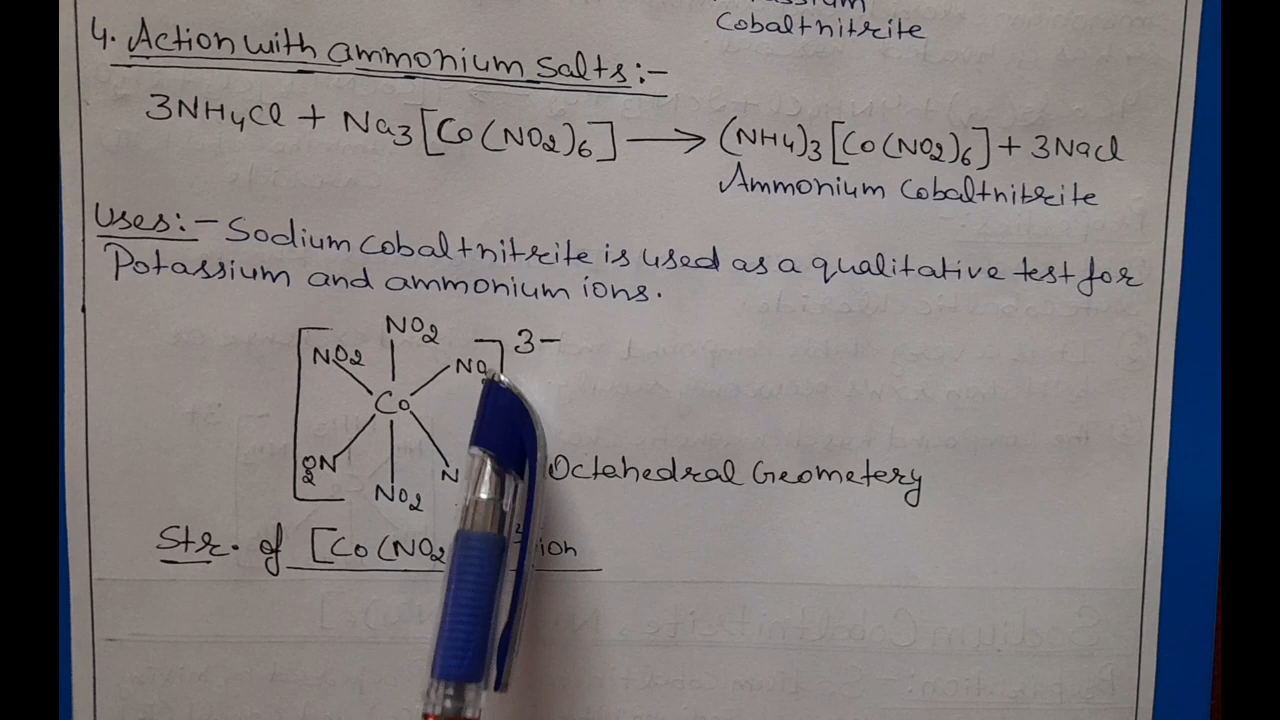 Cobaltnitrite
4. Action with ammonium salts:-
3NH4Cl + Na3[Co(NO2)6] ⟶ (NH4)3[Co(NO2)6] + 3NaCl
Ammonium Cobaltnitrite
Uses:- Sodium cobaltnitrite is used as a qualitative test for
Potassium and ammonium ions.
NO2
NO2 NO2 3-
Co
O2N N
NO2
Octahedral Geometery
Str. of [Co(NO2 ion